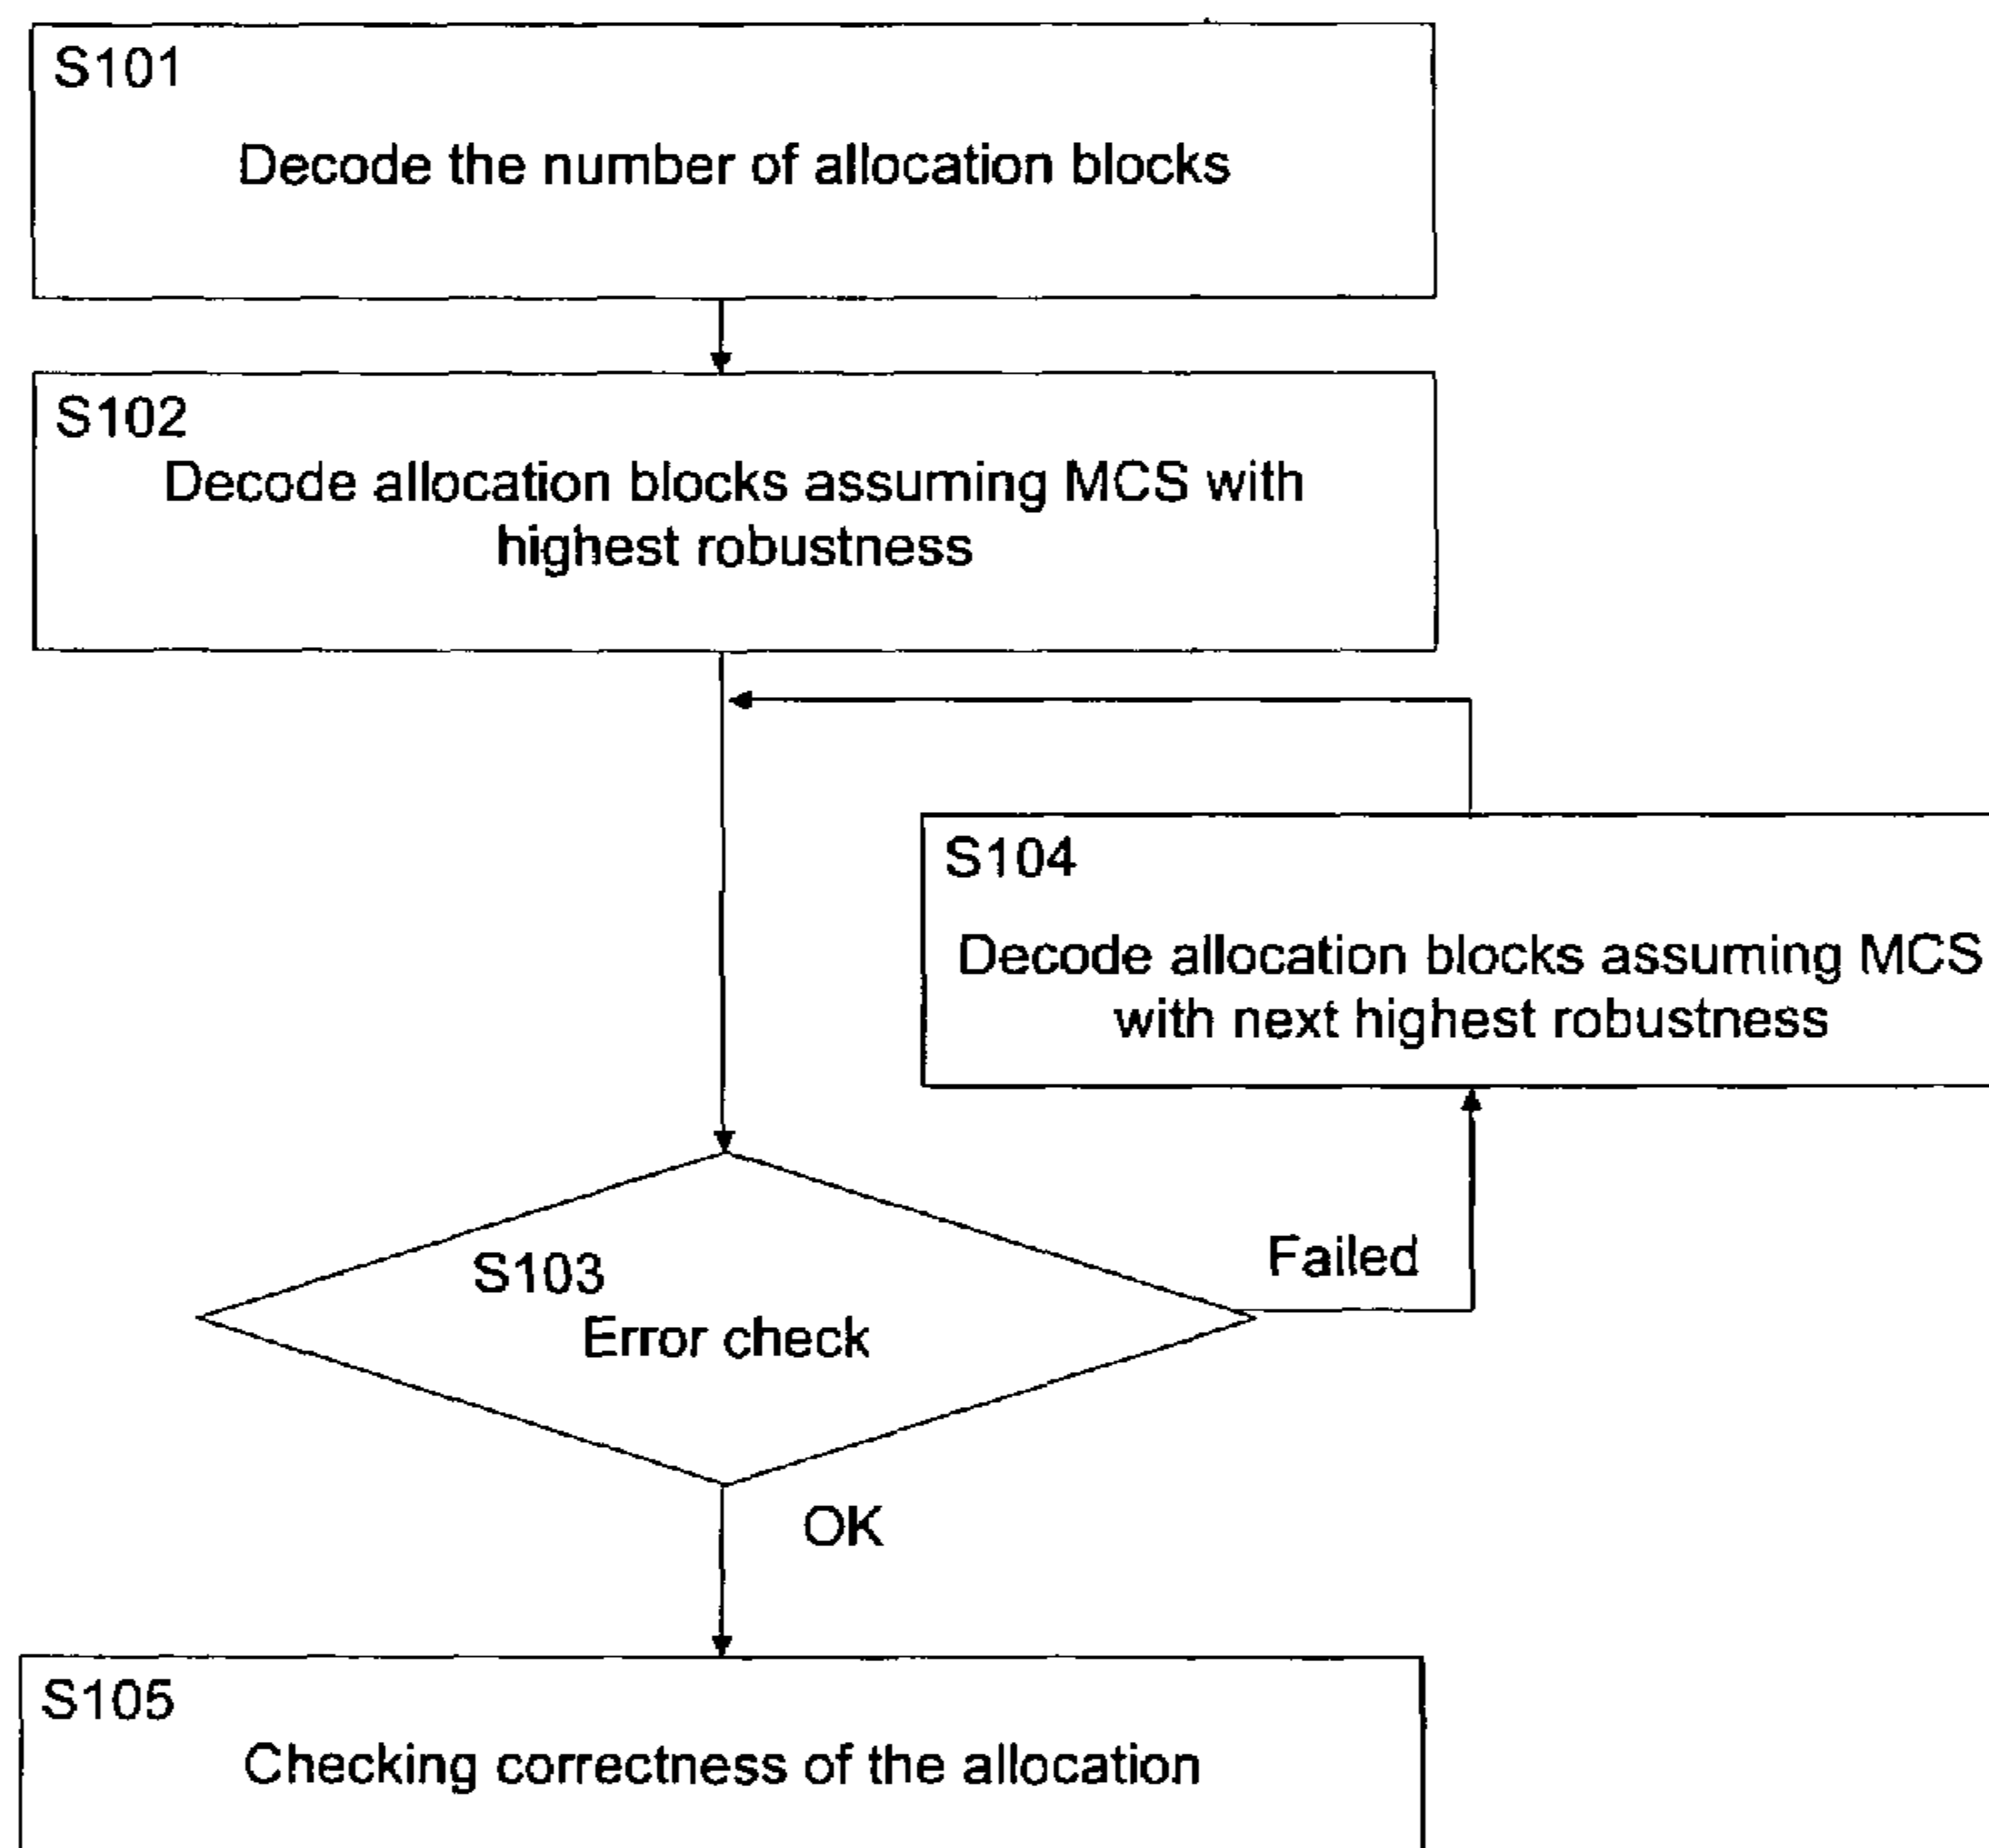 S101
Decode the number of allocation blocks
S102
Decode allocation blocks assuming MCS with
highest robustness
S104
Decode allocation blocks assuming MCS
with next highest robustness
S103
Error check
Failed
OK
S105
Checking correctness of the allocation